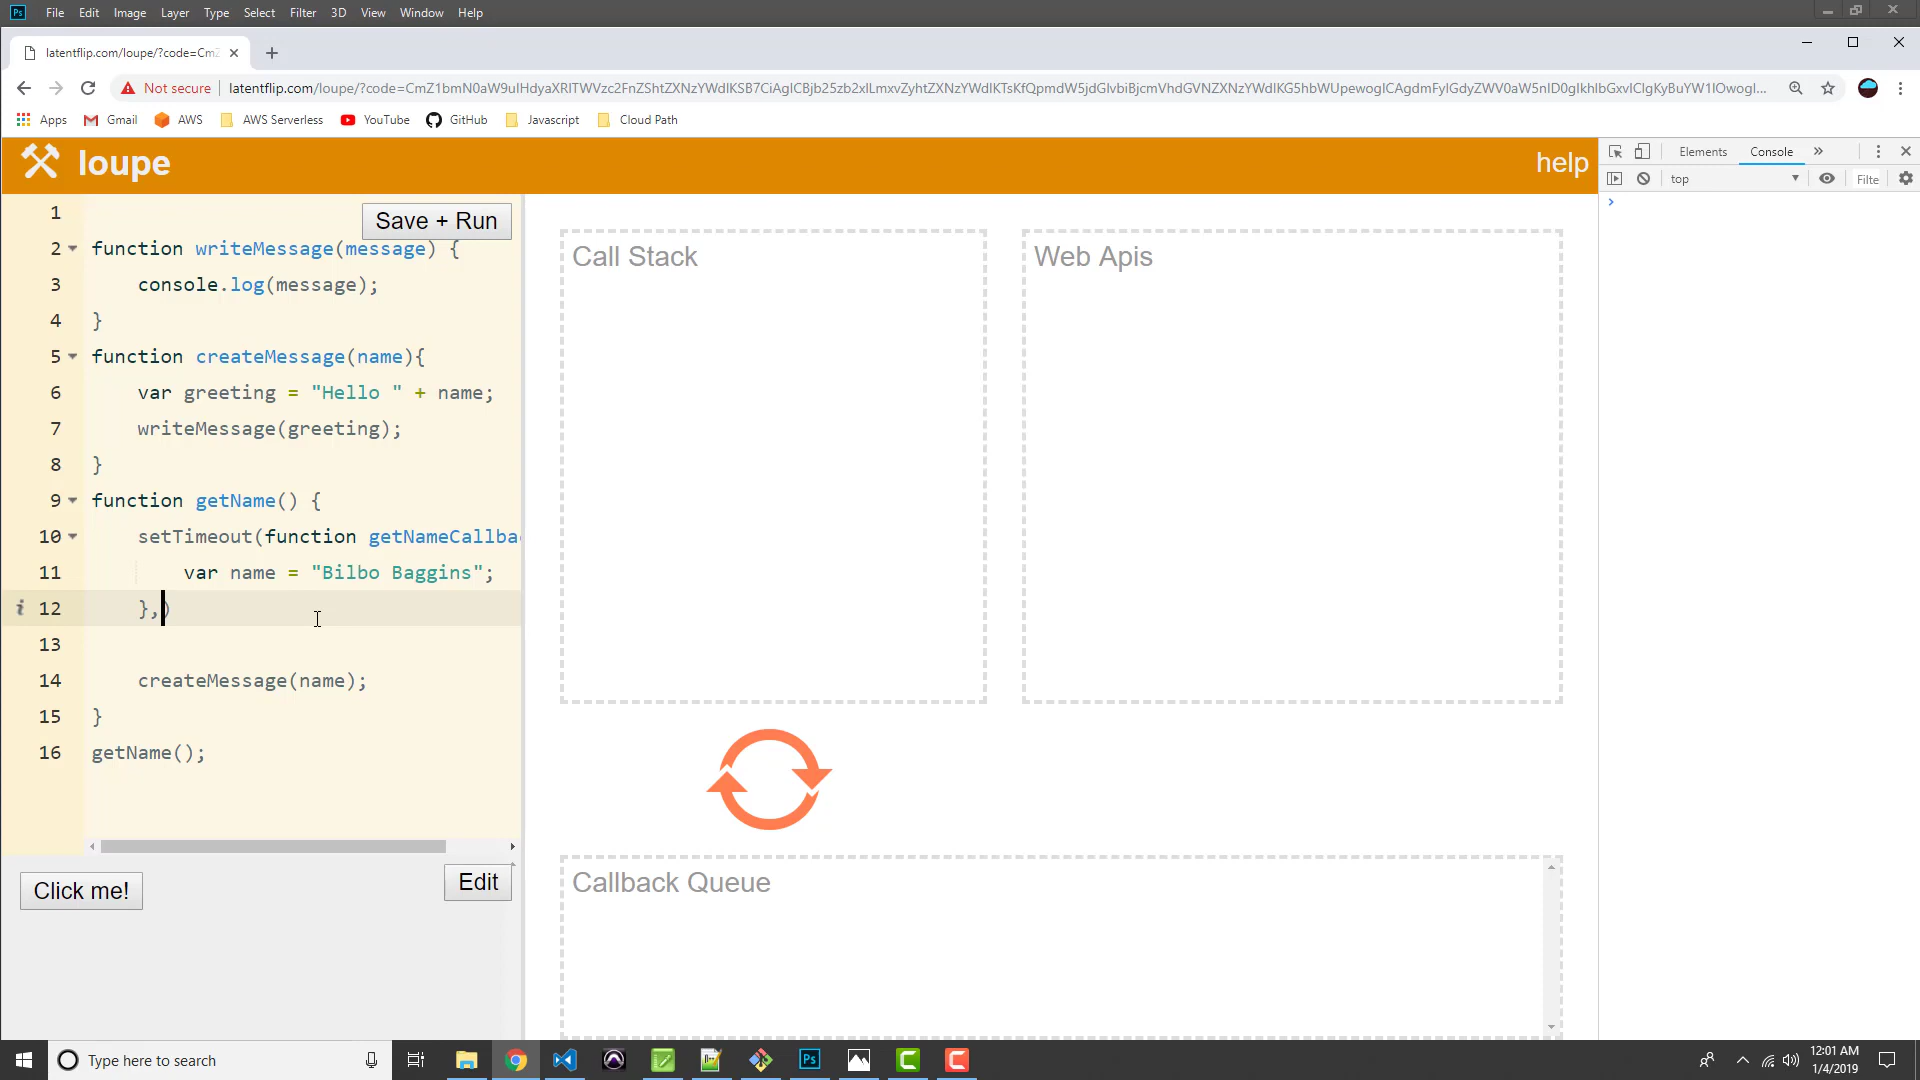 Ps File Edit Image Layer Type Select Filter 3D View Window Help
latentflip.com/loupe/?code=CmZ
Not secure
Apps Gmail AWS AWS Serverless YouTube GitHub Javascript Cloud Path
loupe
help
Elements Console
top
Filte
Save + Run
1
2 function writeMessage(message) {
3 console.log(message);
4 }
5 function createMessage(name){
6 var greeting = "Hello " + name;
7 writeMessage(greeting);
8 }
9 function getName() {
10 setTimeout(function getNameCallba
11 var name = "Bilbo Baggins";
12 },)
13
14 createMessage(name);
15 }
16 getName();
Call Stack
Web Apis
Click me!
Edit
Callback Queue
Type here to search
12:01 AM
1/4/2019